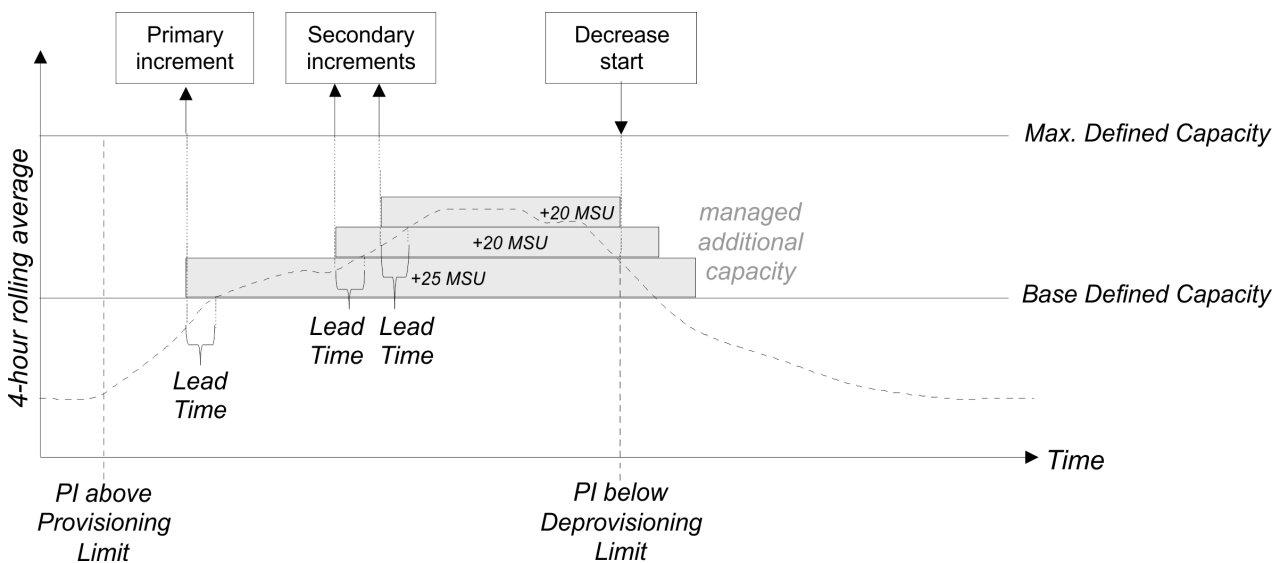 Primary
increment
Secondary
increments
Decrease
start
Max. Defined Capacity
4-hour rolling average
+20 MSU
managed
additional
capacity
+20 MSU
+25 MSU
Base Defined Capacity
Lead
Time
Lead
Time
Lead
Time
Time
PI above
Provisioning
Limit
PI below
Deprovisioning
Limit